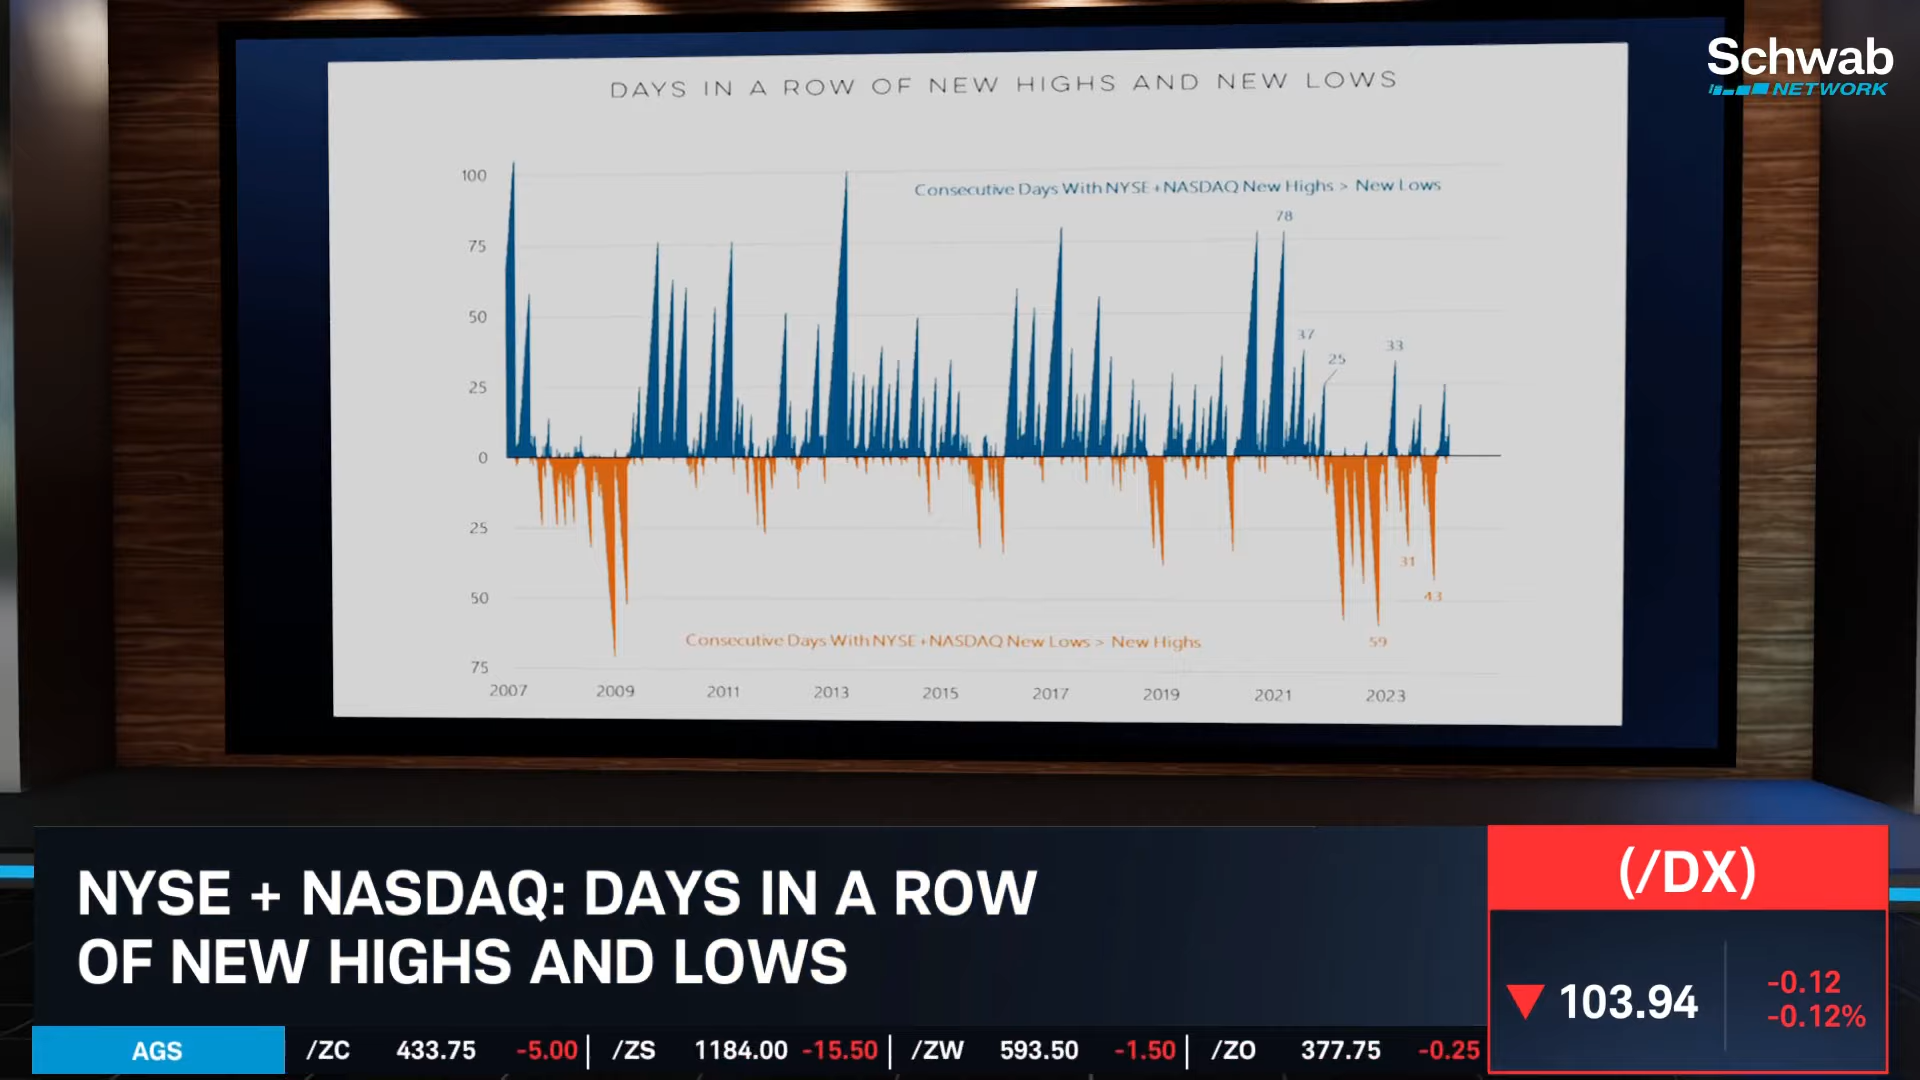 Schwab
NETWORK
DAYS IN A ROW OF NEW HIGHS AND NEW LOWS
100
Consecutive Days With NYSE+NASDAQ New Highs > New Lows
78
75
50
37
33
25
25
0
25
31
50
43
Consecutive Days With NYSE+NASDAQ New Lows > New Highs
59
75
2007 2009 2011 2013 2015 2017 2019 2021 2023
NYSE + NASDAQ: DAYS IN A ROW
OF NEW HIGHS AND LOWS
(/DX)
103.94
-0.12
-0.12%
AGS /ZC 433.75 -5.00 /ZS 1184.00 -15.50 /ZW 593.50 -1.50 /ZO 377.75 -0.25